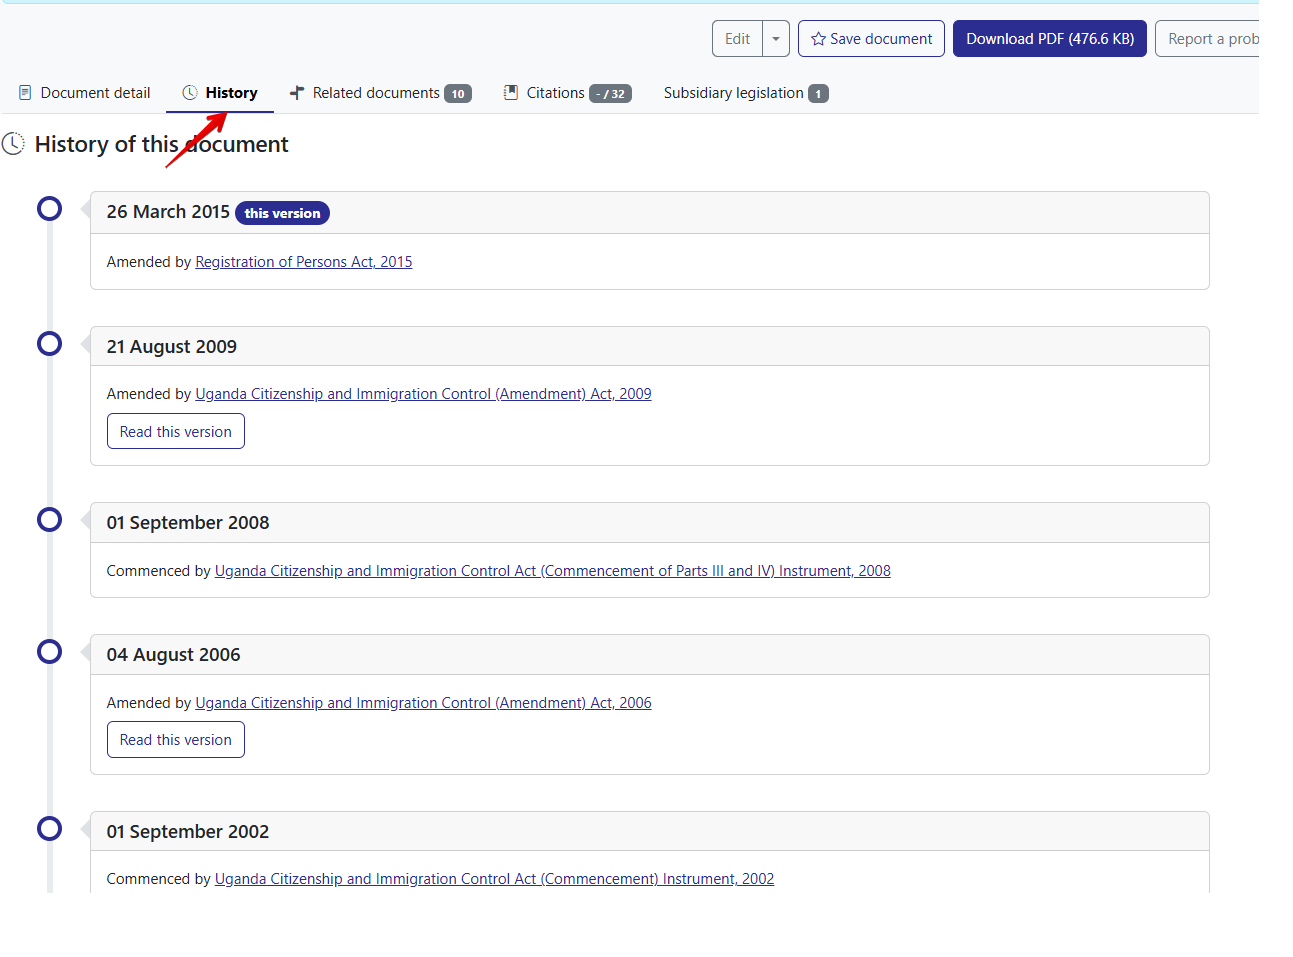 Edit Save document Download PDF (476.6 KB) Report a prob
Document detail History Related documents 10 Citations - / 32 Subsidiary legislation 1
History of this document
26 March 2015 this version
Amended by Registration of Persons Act, 2015
21 August 2009
Amended by Uganda Citizenship and Immigration Control (Amendment) Act, 2009
Read this version
01 September 2008
Commenced by Uganda Citizenship and Immigration Control Act (Commencement of Parts III and IV) Instrument, 2008
04 August 2006
Amended by Uganda Citizenship and Immigration Control (Amendment) Act, 2006
Read this version
01 September 2002
Commenced by Uganda Citizenship and Immigration Control Act (Commencement) Instrument, 2002